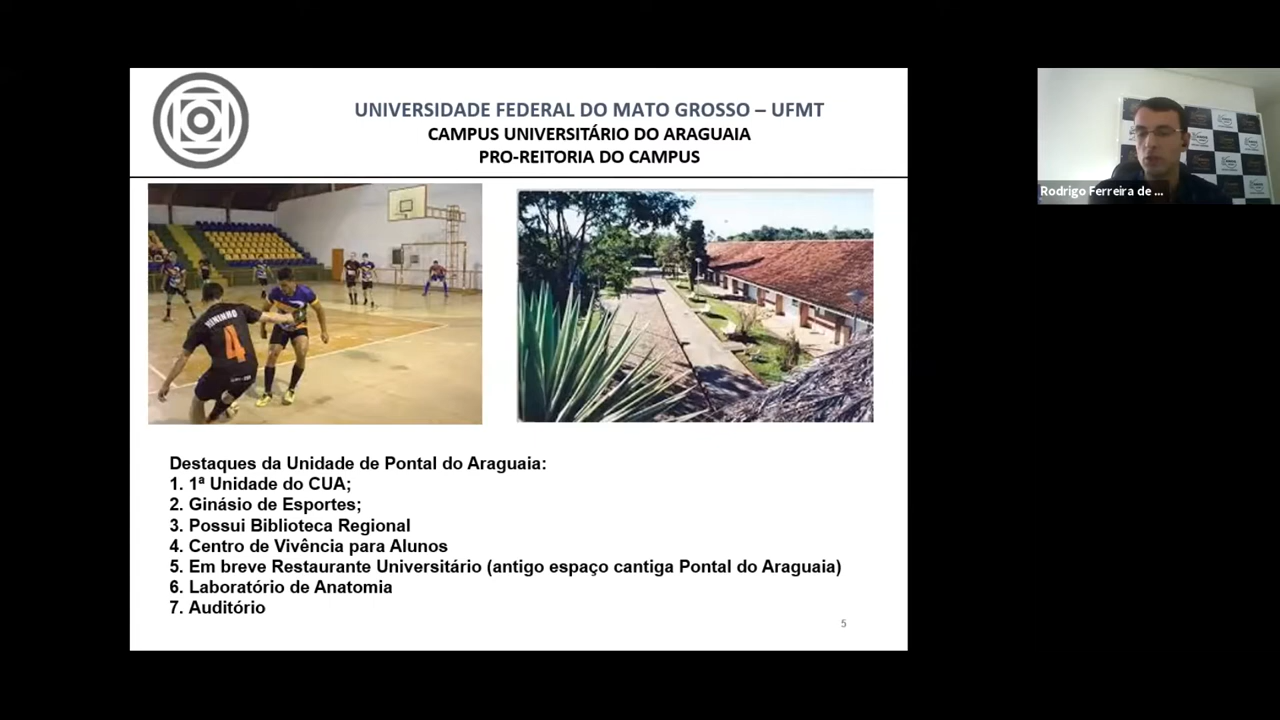 UNIVERSIDADE FEDERAL DO MATO GROSSO – UFMT
CAMPUS UNIVERSITÁRIO DO ARAGUAIA
PRO-REITORIA DO CAMPUS
Rodrigo Ferreira de ...
4
Destaques da Unidade de Pontal do Araguaia:
1. 1ª Unidade do CUA;
2. Ginásio de Esportes;
3. Possui Biblioteca Regional
4. Centro de Vivência para Alunos
5. Em breve Restaurante Universitário (antigo espaço cantiga Pontal do Araguaia)
6. Laboratório de Anatomia
7. Auditório
5